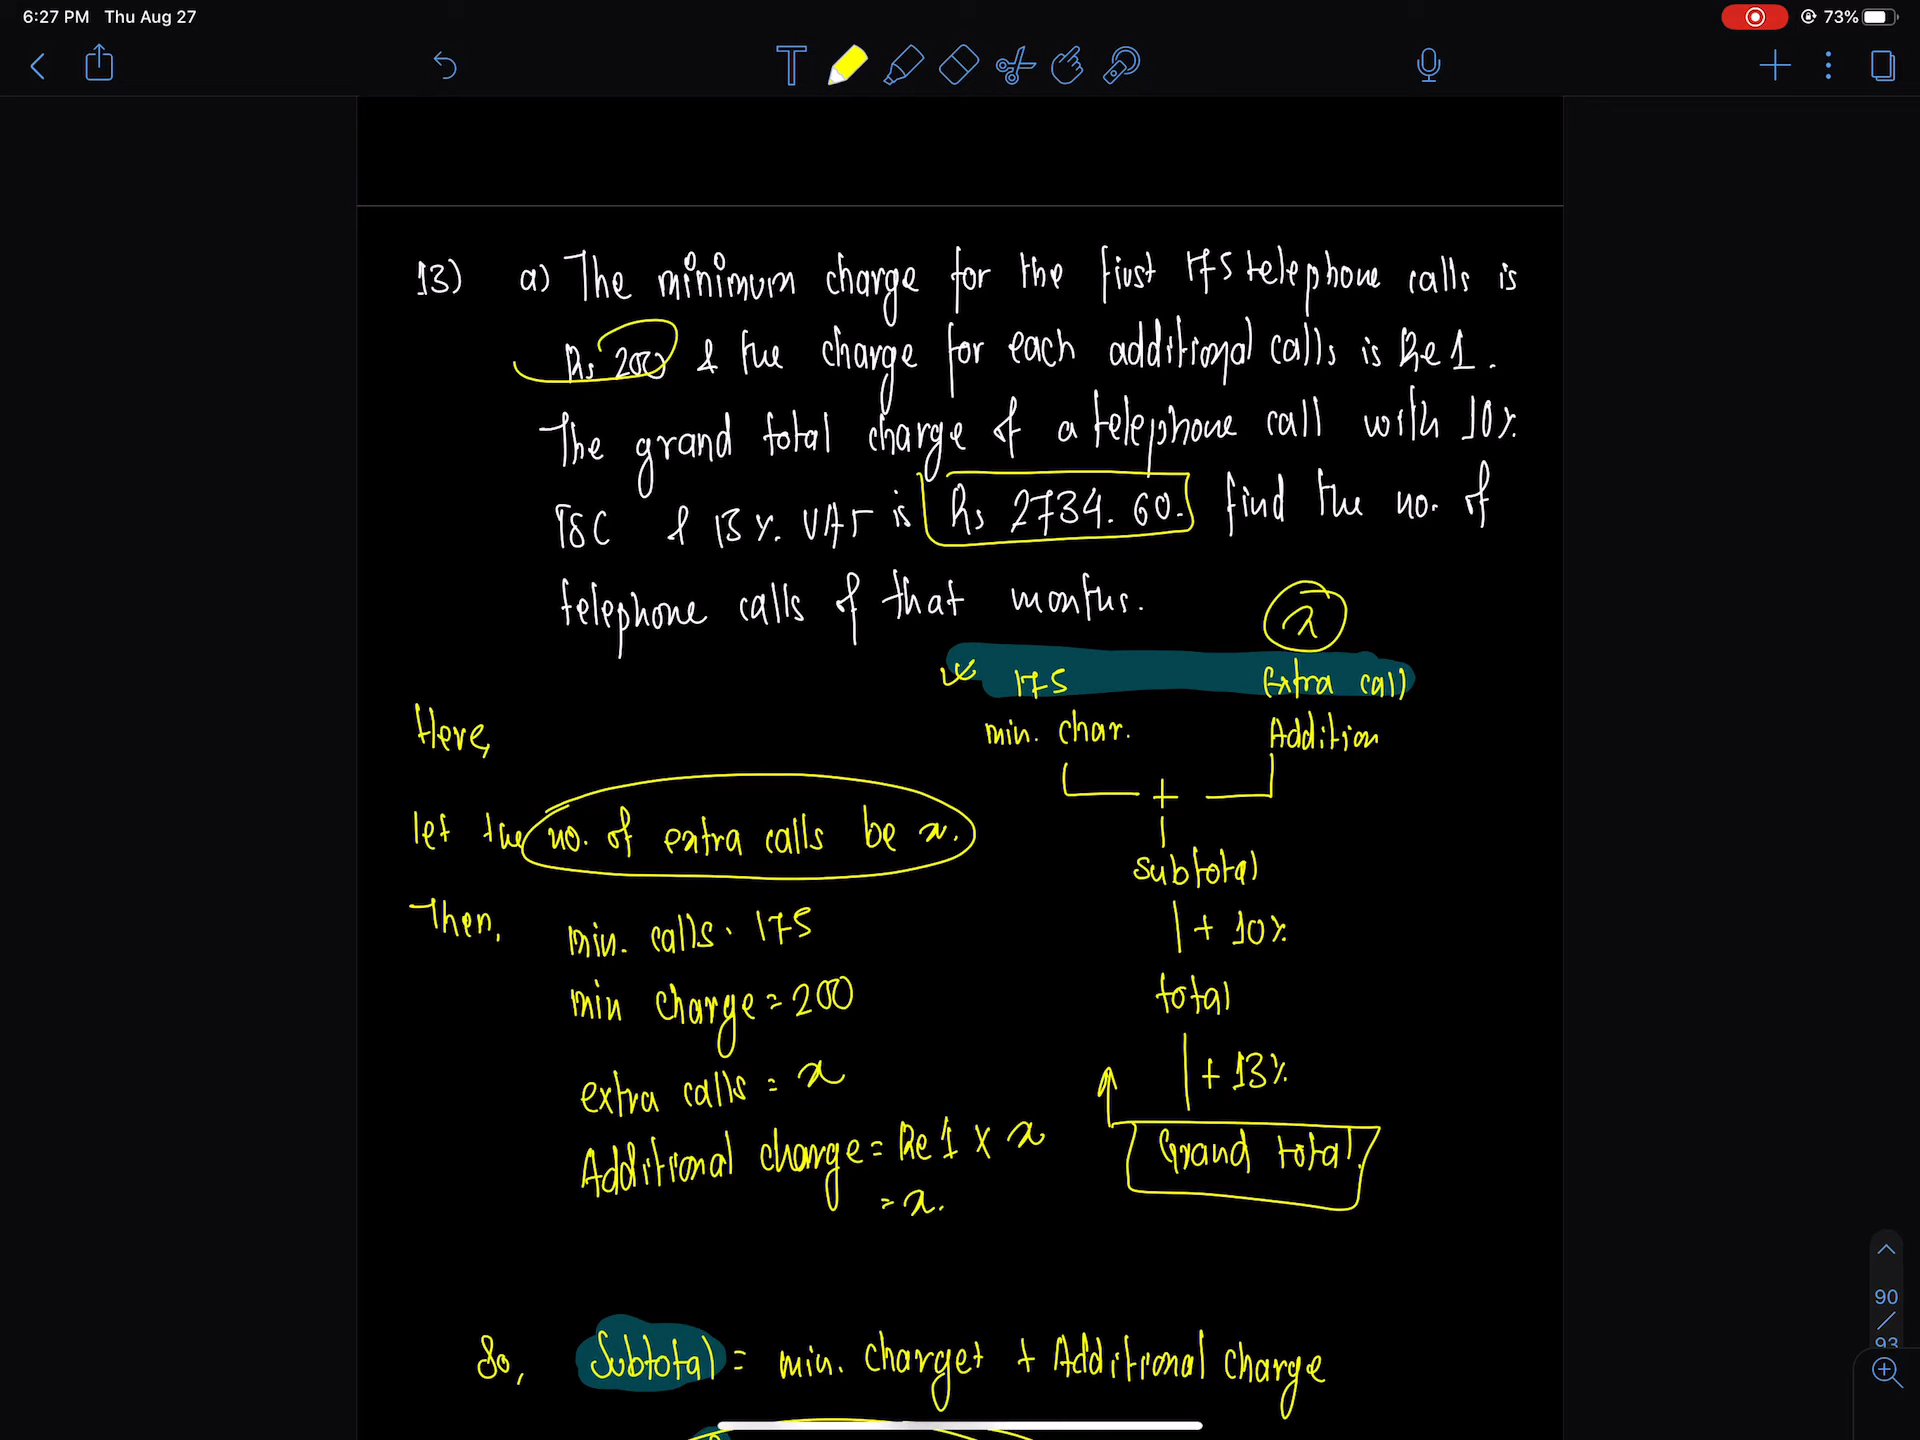 6:27 PM Thu Aug 27
73%
13) a) The minimum charge for the first 175 telephone calls is
Rs 200 & the charge for each additional calls is Re 1.
The grand total charge of a telephone call with 10%
TSC & 13% VAT is Rs 2734.60. find the no. of
telephone calls of that months.
x
175 Extra call
min. char. Addition
+
Here,
let the no. of extra calls be x.
subtotal
Then, min. calls · 175
+ 10%
min charge = 200
total
extra calls = x
+ 13%
Additional charge = Re 1 × x
Grand total
= x.
So, Subtotal = min. charget + Additional charge
90
/
93